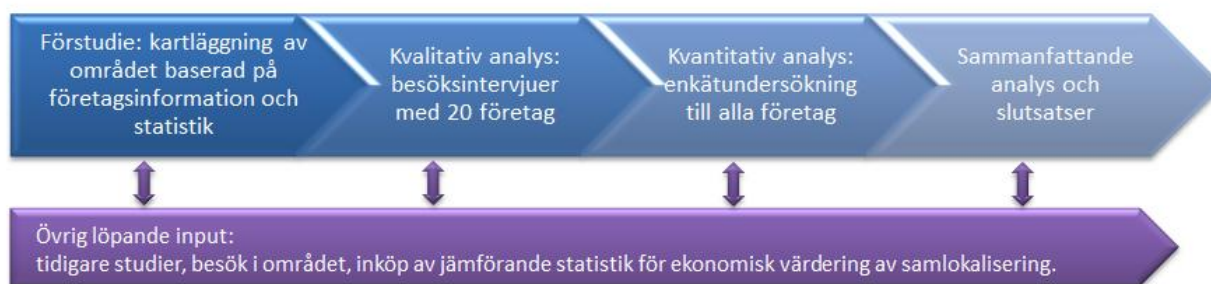 Förstudie: kartläggning av
området baserad på
företagsinformation och
statistik
Kvalitativ analys:
besöksintervjuer
med 20 företag
Kvantitativ analys:
enkätundersökning
till alla företag
Sammanfattande
analys och
slutsatser
Övrig löpande input:
tidigare studier, besök i området, inköp av jämförande statistik för ekonomisk värdering av samlokalisering.